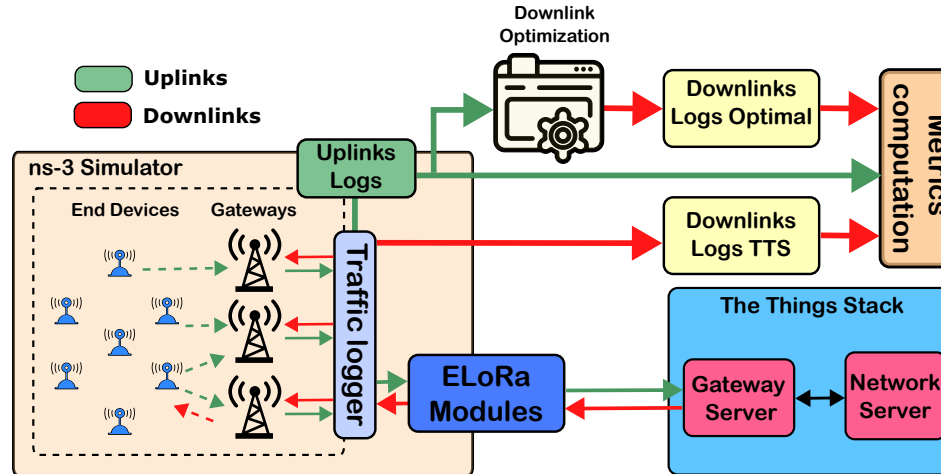 Downlink
Optimization
Uplinks
Downlinks
Downlinks
Logs Optimal
Metrics
computation
ns-3 Simulator
Uplinks
Logs
End Devices
Gateways
Traffic logger
Downlinks
Logs TTS
The Things Stack
ELoRa
Modules
Gateway
Server
Network
Server